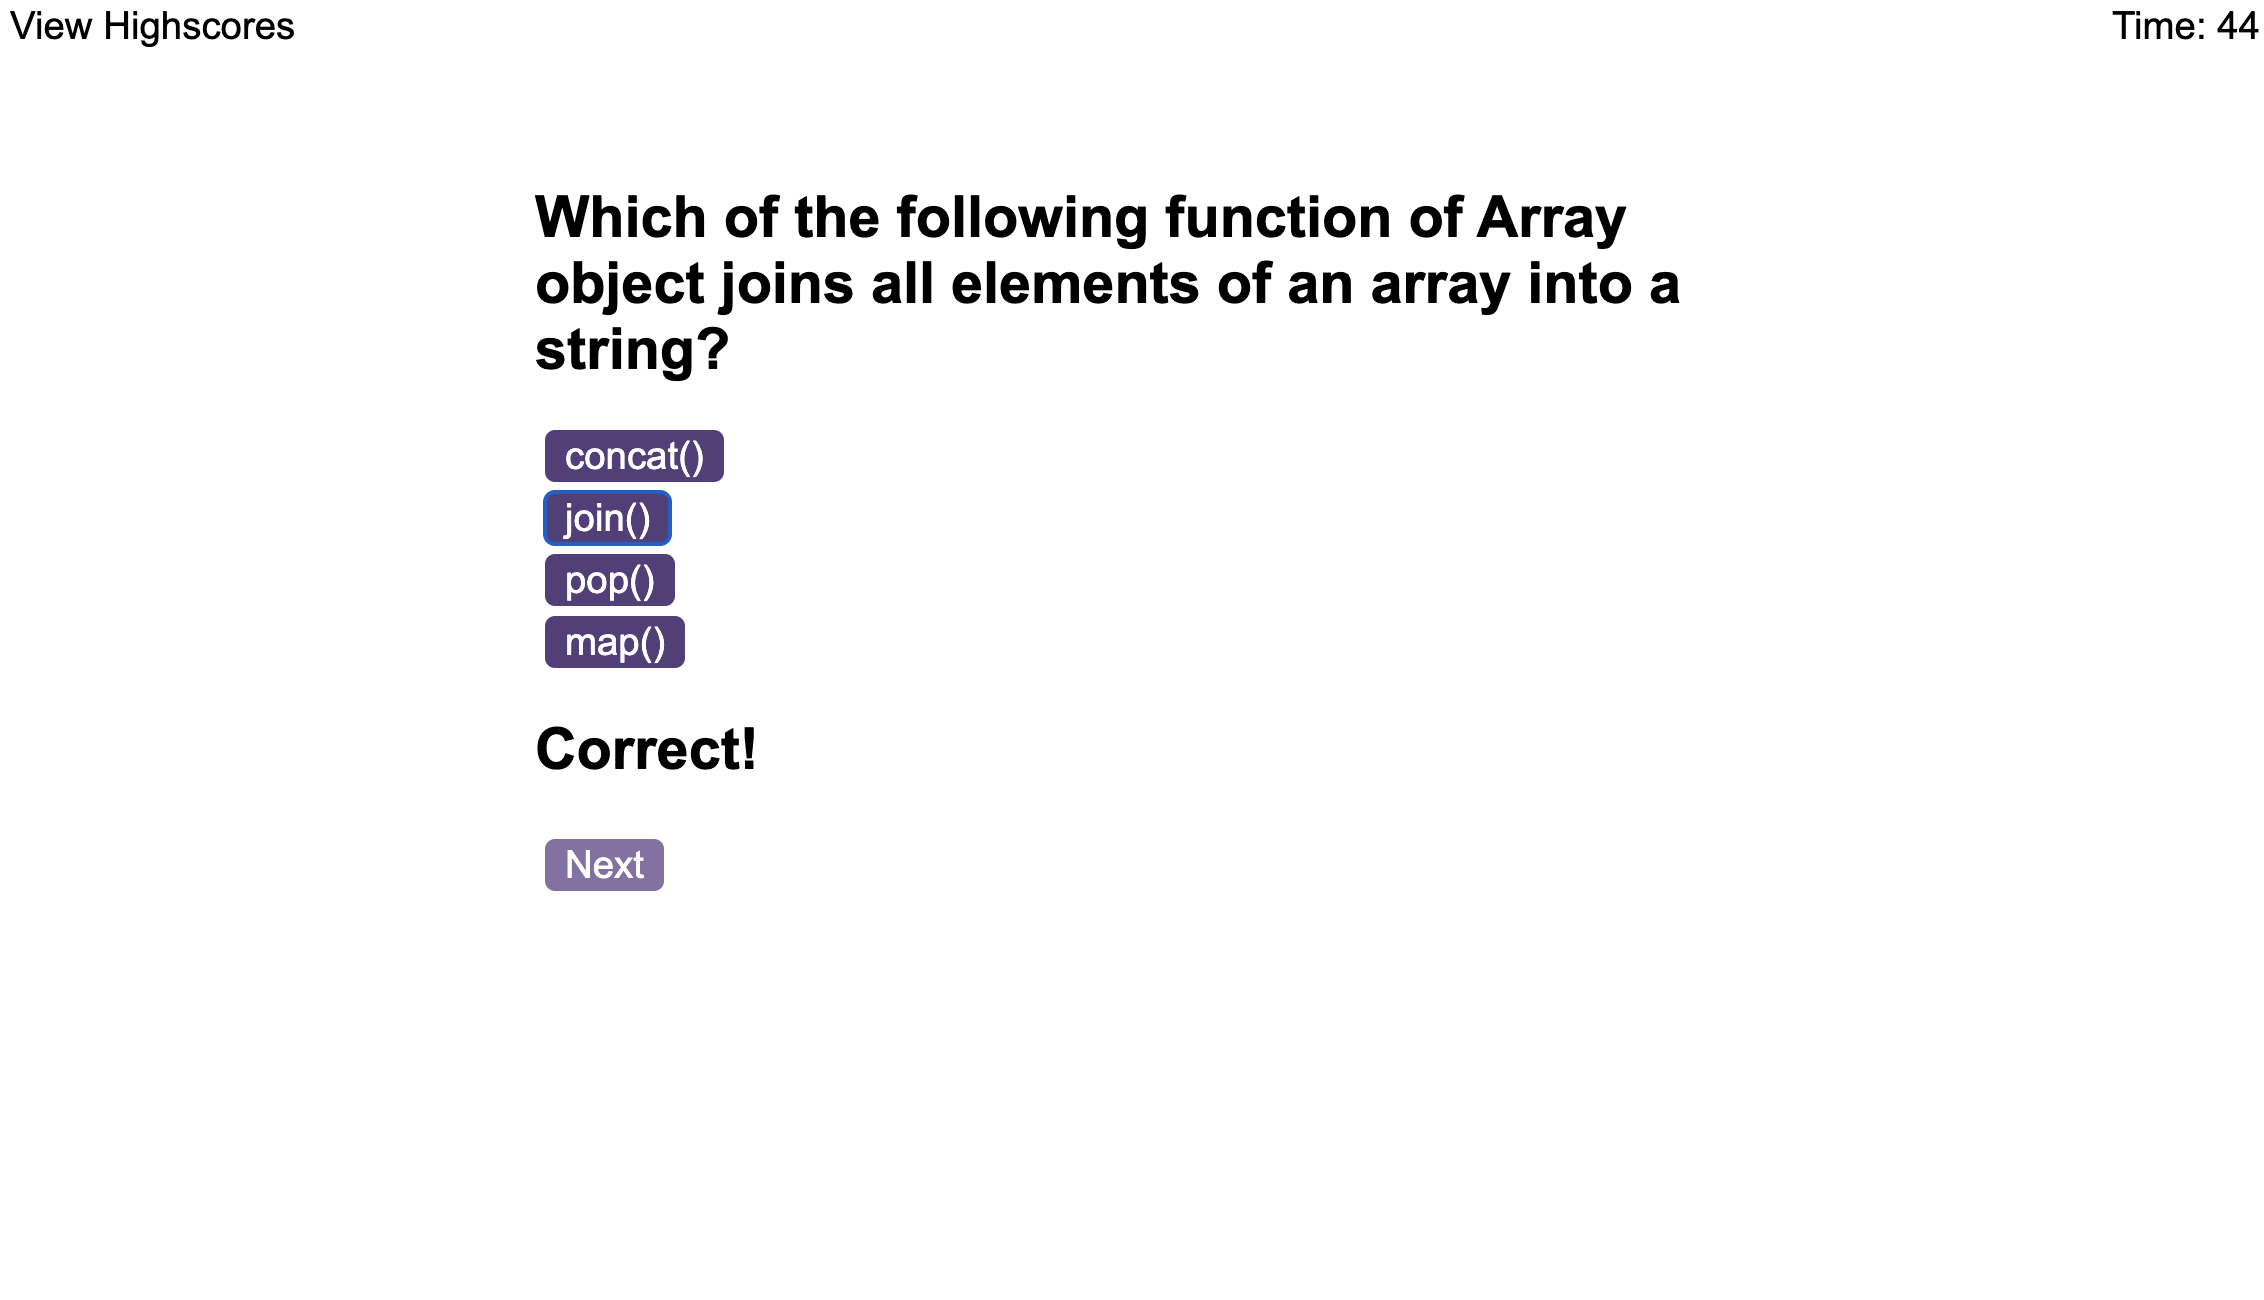 View Highscores
Time: 44
Which of the following function of Array
object joins all elements of an array into a
string?
concat()
join()
pop()
map()
Correct!
Next